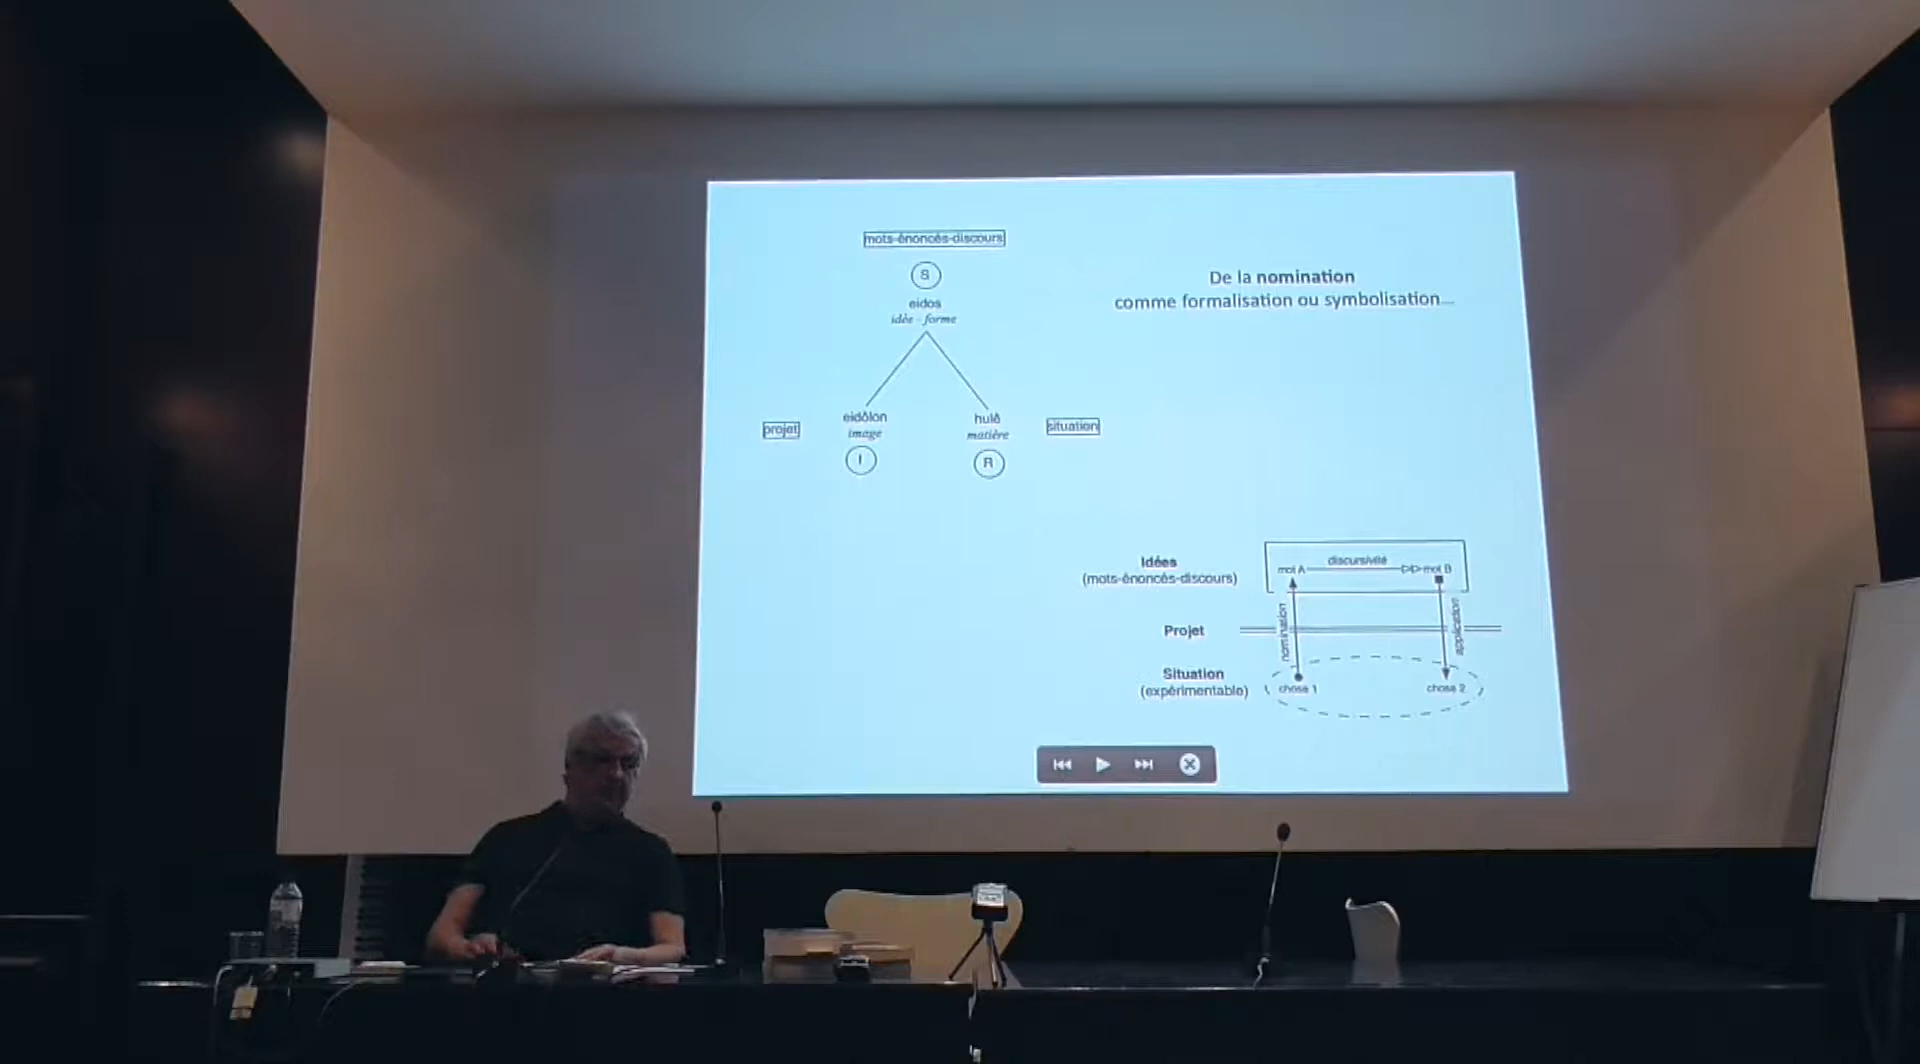 mots-énoncés-discours
S
eidos
idée - forme
De la nomination
comme formalisation ou symbolisation...
projet
eidôlon
image
I
hulê
matière
R
situation
Idées
(mots-énoncés-discours)
mot A
discursivité
mot B
nomination
application
Projet
Situation
(expérimentable)
chose 1
chose 2